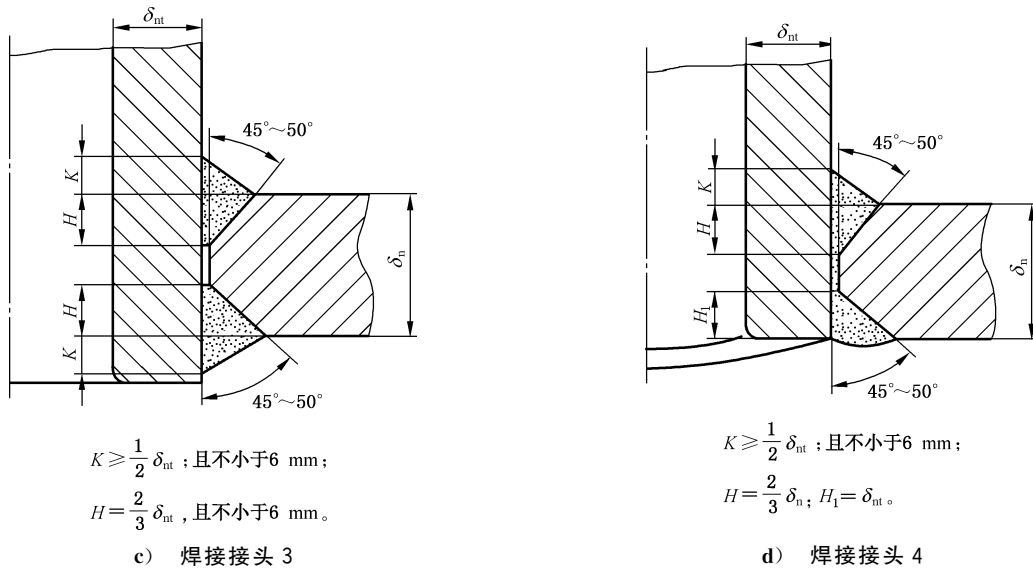 δnt
45°～50°
K
H
δn
H
K
45°～50°
K≥1/2 δnt ;且不小于6 mm;
H=2/3 δnt ,且不小于6 mm。
c) 焊接接头 3
δnt
45°～50°
K
H
δn
H1
45°～50°
K≥1/2 δnt ;且不小于6 mm;
H=2/3 δn; H1=δnt。
d) 焊接接头 4